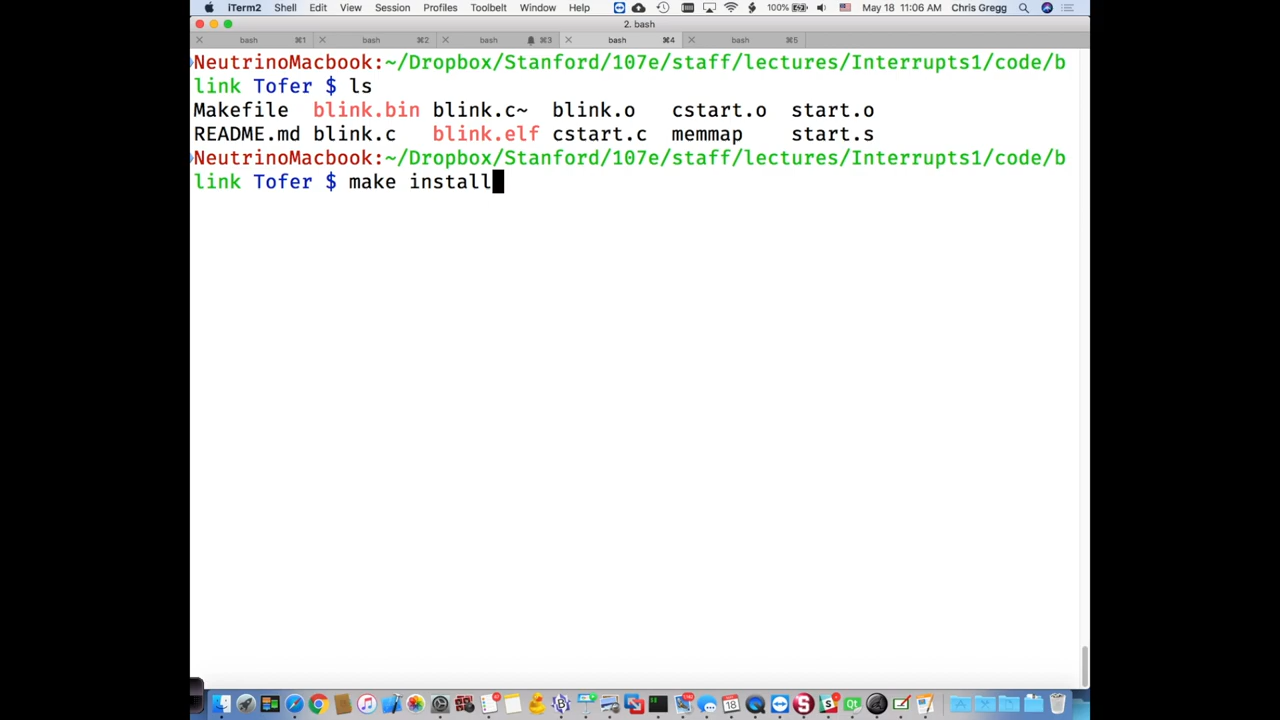 iTerm2 Shell Edit View Session Profiles Toolbelt Window Help 100% May 18 11:06 AM Chris Gregg
2. bash
bash ⌘1 bash ⌘2 bash ⌘3 bash ⌘4 bash ⌘5
NeutrinoMacbook:~/Dropbox/Stanford/107e/staff/lectures/Interrupts1/code/b
link Tofer $ ls
Makefile blink.bin blink.c~ blink.o cstart.o start.o
README.md blink.c blink.elf cstart.c memmap start.s
NeutrinoMacbook:~/Dropbox/Stanford/107e/staff/lectures/Interrupts1/code/b
link Tofer $ make install